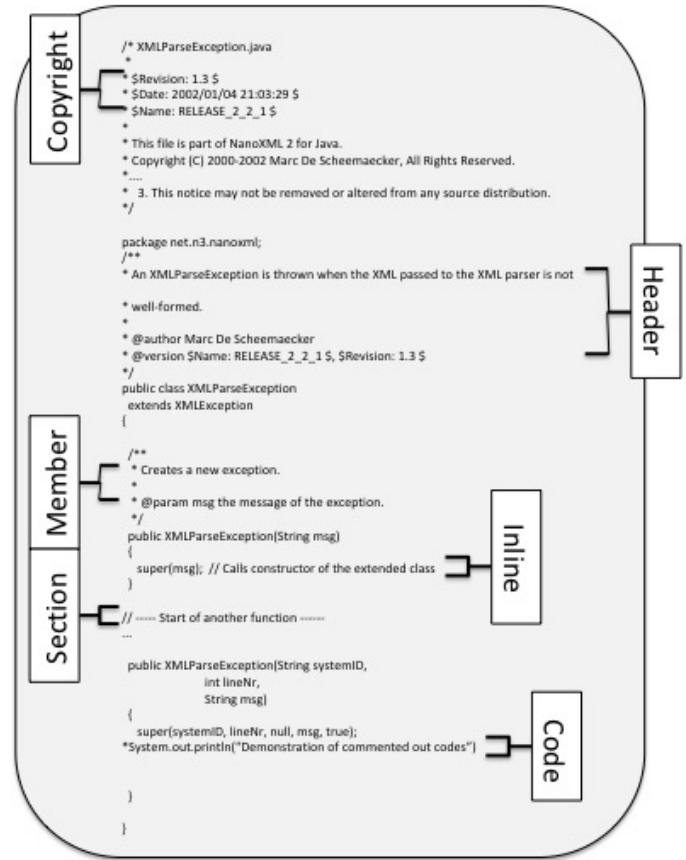 Copyright
/* XMLParseException.java
*
* $Revision: 1.3 $
* $Date: 2002/01/04 21:03:29 $
* $Name: RELEASE_2_2_1 $
*
* This file is part of NanoXML 2 for Java.
* Copyright (C) 2000-2002 Marc De Scheemaecker, All Rights Reserved.
*....
* 3. This notice may not be removed or altered from any source distribution.
*/
package net.n3.nanoxml;
/**
* An XMLParseException is thrown when the XML passed to the XML parser is not
* well-formed.
*
* @author Marc De Scheemaecker
* @version $Name: RELEASE_2_2_1 $, $Revision: 1.3 $
*/
Header
public class XMLParseException
extends XMLException
{
Member
/**
* Creates a new exception.
*
* @param msg the message of the exception.
*/
public XMLParseException(String msg)
{
super(msg); // Calls constructor of the extended class
}
Inline
Section
// ----- Start of another function ------
...
public XMLParseException(String systemID,
int lineNr,
String msg)
{
super(systemID, lineNr, null, msg, true);
*System.out.println("Demonstration of commented out codes")
Code
}
}